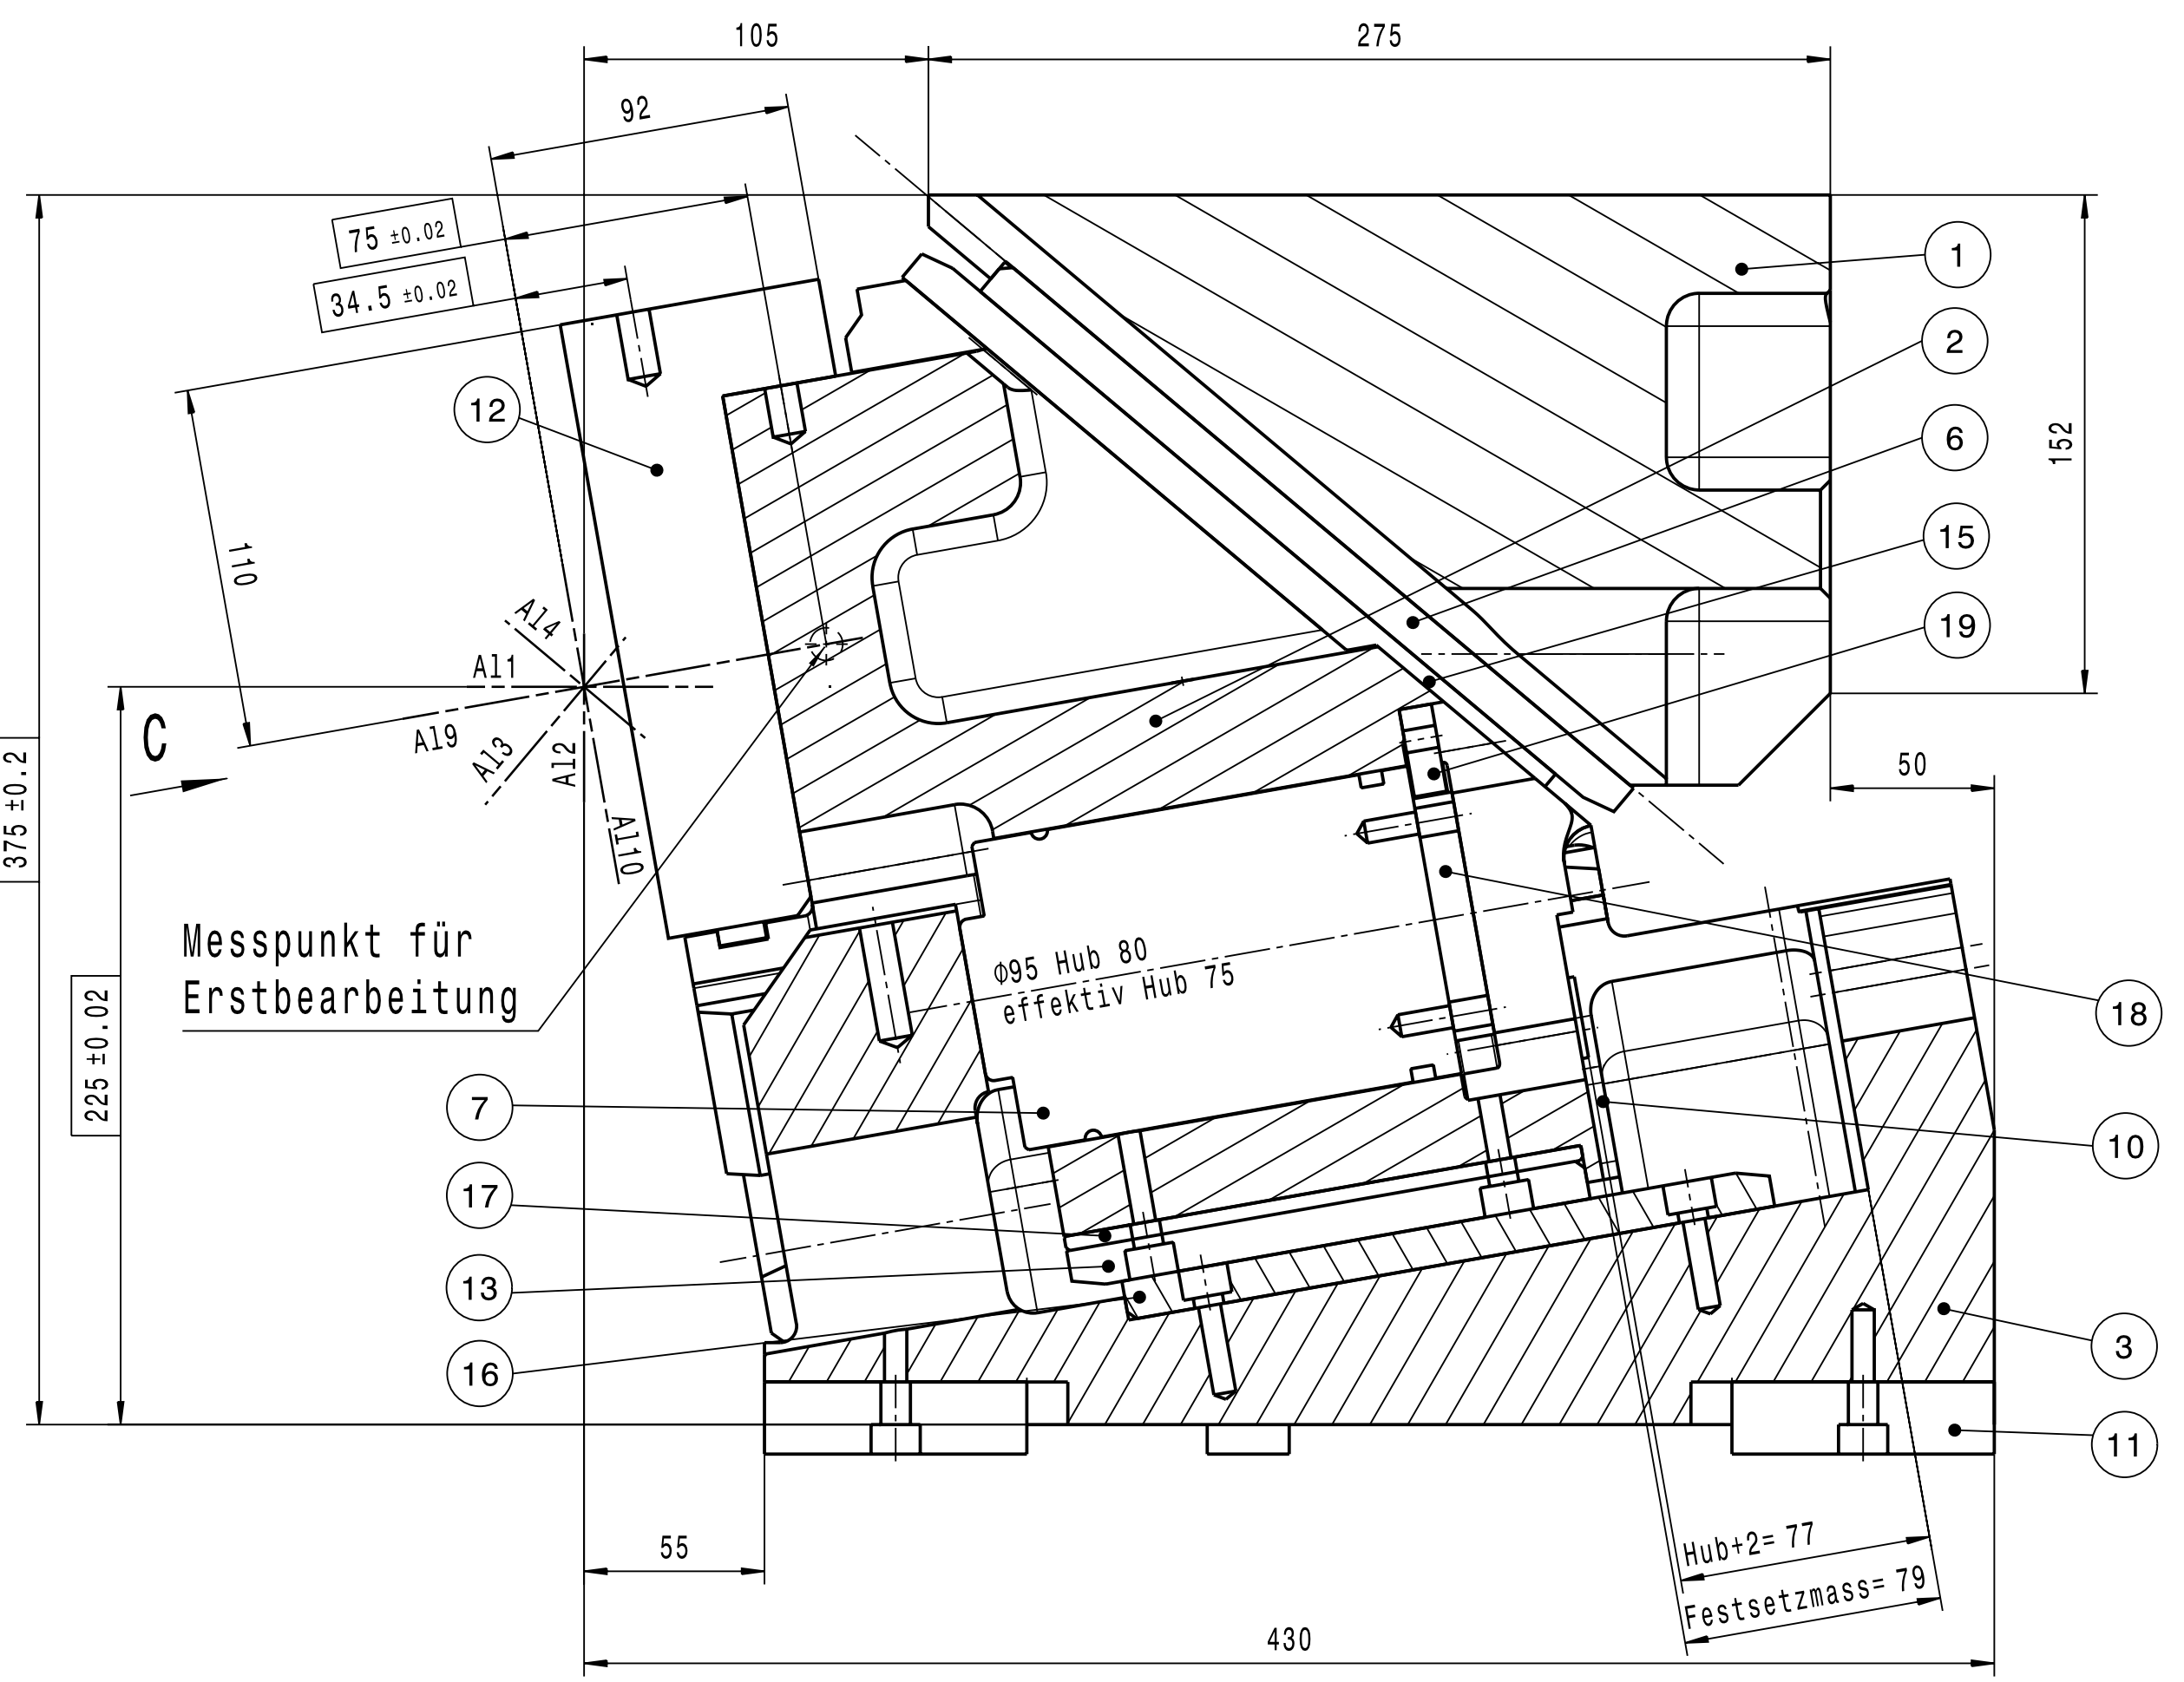 105
275
92
75 ±0.02
34.5 ±0.02
1
2
12
6
152
15
110
Al4
19
Al1
C
Al9
Al3
Al2
375 ±0.2
50
Al10
Messpunkt für
Erstbearbeitung
Φ95 Hub 80
effektiv Hub 75
225 ±0.02
18
7
10
17
13
3
16
11
Hub+2= 77
55
Festsetzmass= 79
430